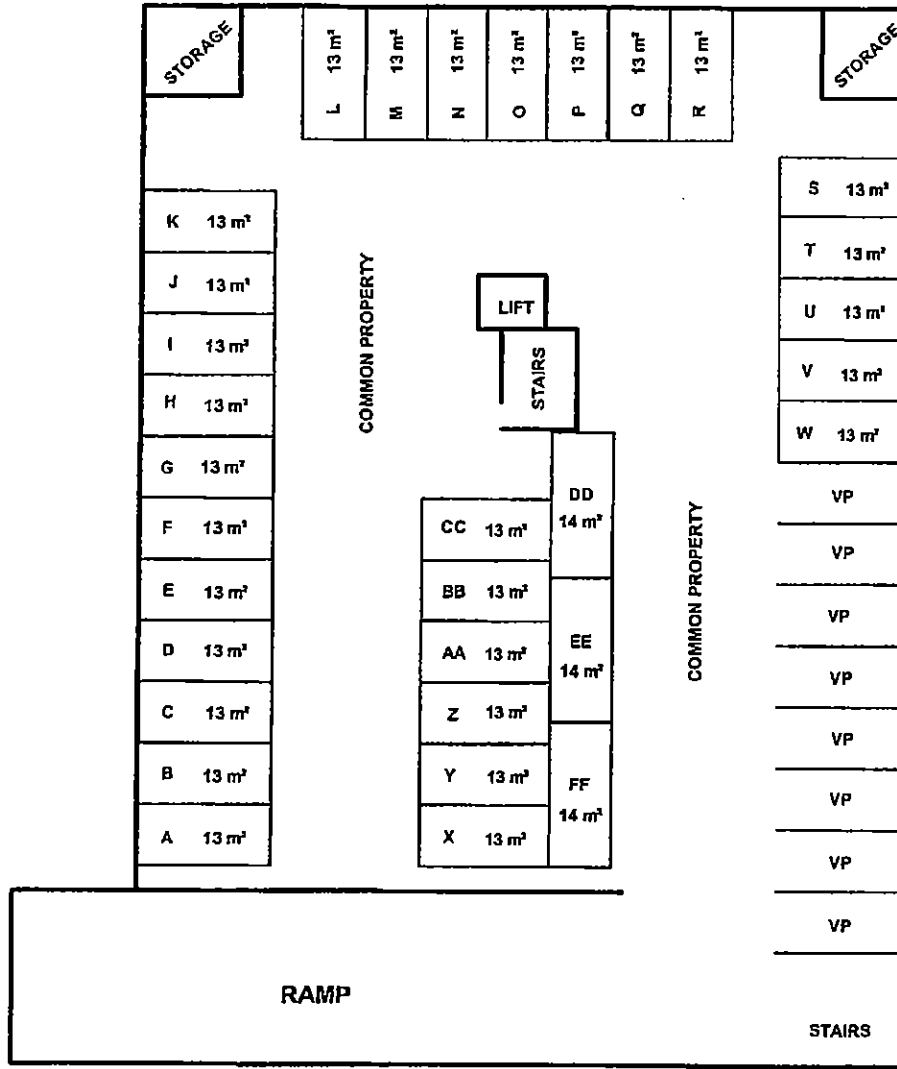 STORAGE
13 m²
13 m²
13 m²
13 m²
13 m²
13 m²
13 m²
STORAGE
L
M
N
O
P
Q
R
S 13 m²
K 13 m²
T 13 m²
J 13 m²
COMMON PROPERTY
LIFT
U 13 m²
I 13 m²
STAIRS
V 13 m²
H 13 m²
W 13 m²
G 13 m²
DD
14 m²
VP
F 13 m²
CC 13 m²
COMMON PROPERTY
VP
E 13 m²
BB 13 m²
VP
D 13 m²
AA 13 m²
EE
14 m²
VP
C 13 m²
Z 13 m²
VP
B 13 m²
Y 13 m²
FF
14 m²
VP
A 13 m²
X 13 m²
VP
VP
RAMP
STAIRS